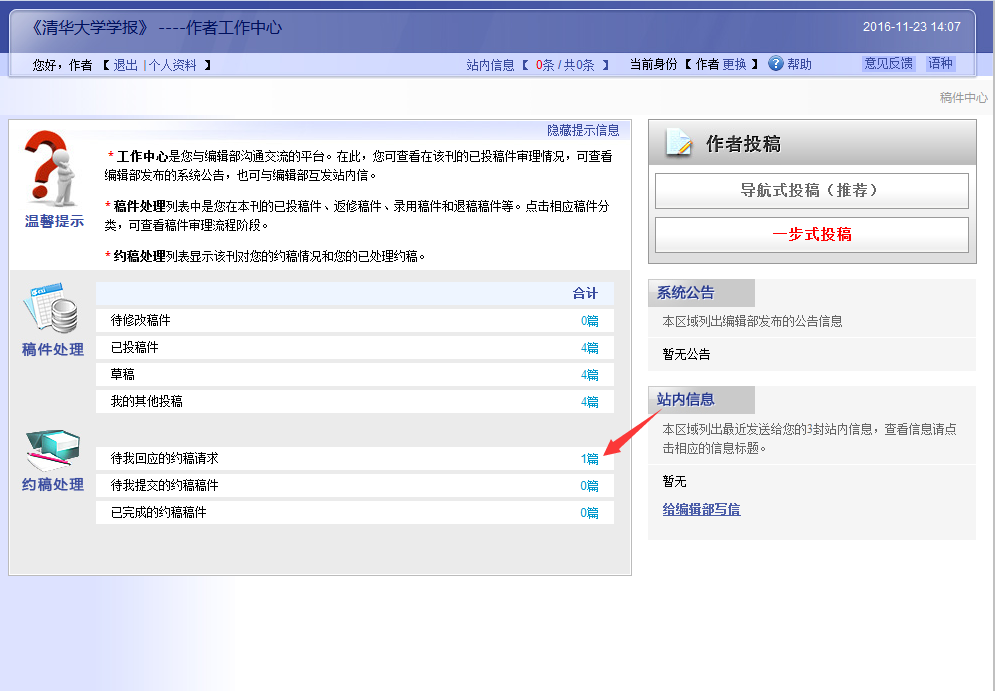 《清华大学学报》 ----作者工作中心
2016-11-23 14:07
您好，作者 【 退出 | 个人资料 】
站内信息 【 0条 / 共0条 】 当前身份 【 作者 更换 】 帮助 意见反馈 语种
稿件中心
隐藏提示信息
* 工作中心是您与编辑部沟通交流的平台。在此，您可查看在该刊的已投稿件审理情况，可查看
编辑部发布的系统公告，也可与编辑部互发站内信。
* 稿件处理列表中是您在本刊的已投稿件、返修稿件、录用稿件和退稿稿件等。点击相应稿件分
类，可查看稿件审理流程阶段。
* 约稿处理列表显示该刊对您的约稿情况和您的已处理约稿。
温馨提示
稿件处理
合计
待修改稿件 0篇
已投稿件 4篇
草稿 4篇
我的其他投稿 4篇
约稿处理
待我回应的约稿请求 1篇
待我提交的约稿稿件 0篇
已完成的约稿稿件 0篇
作者投稿
导航式投稿（推荐）
一步式投稿
系统公告
本区域列出编辑部发布的公告信息
暂无公告
站内信息
本区域列出最近发送给您的3封站内信息，查看信息请点
击相应的信息标题。
暂无
给编辑部写信